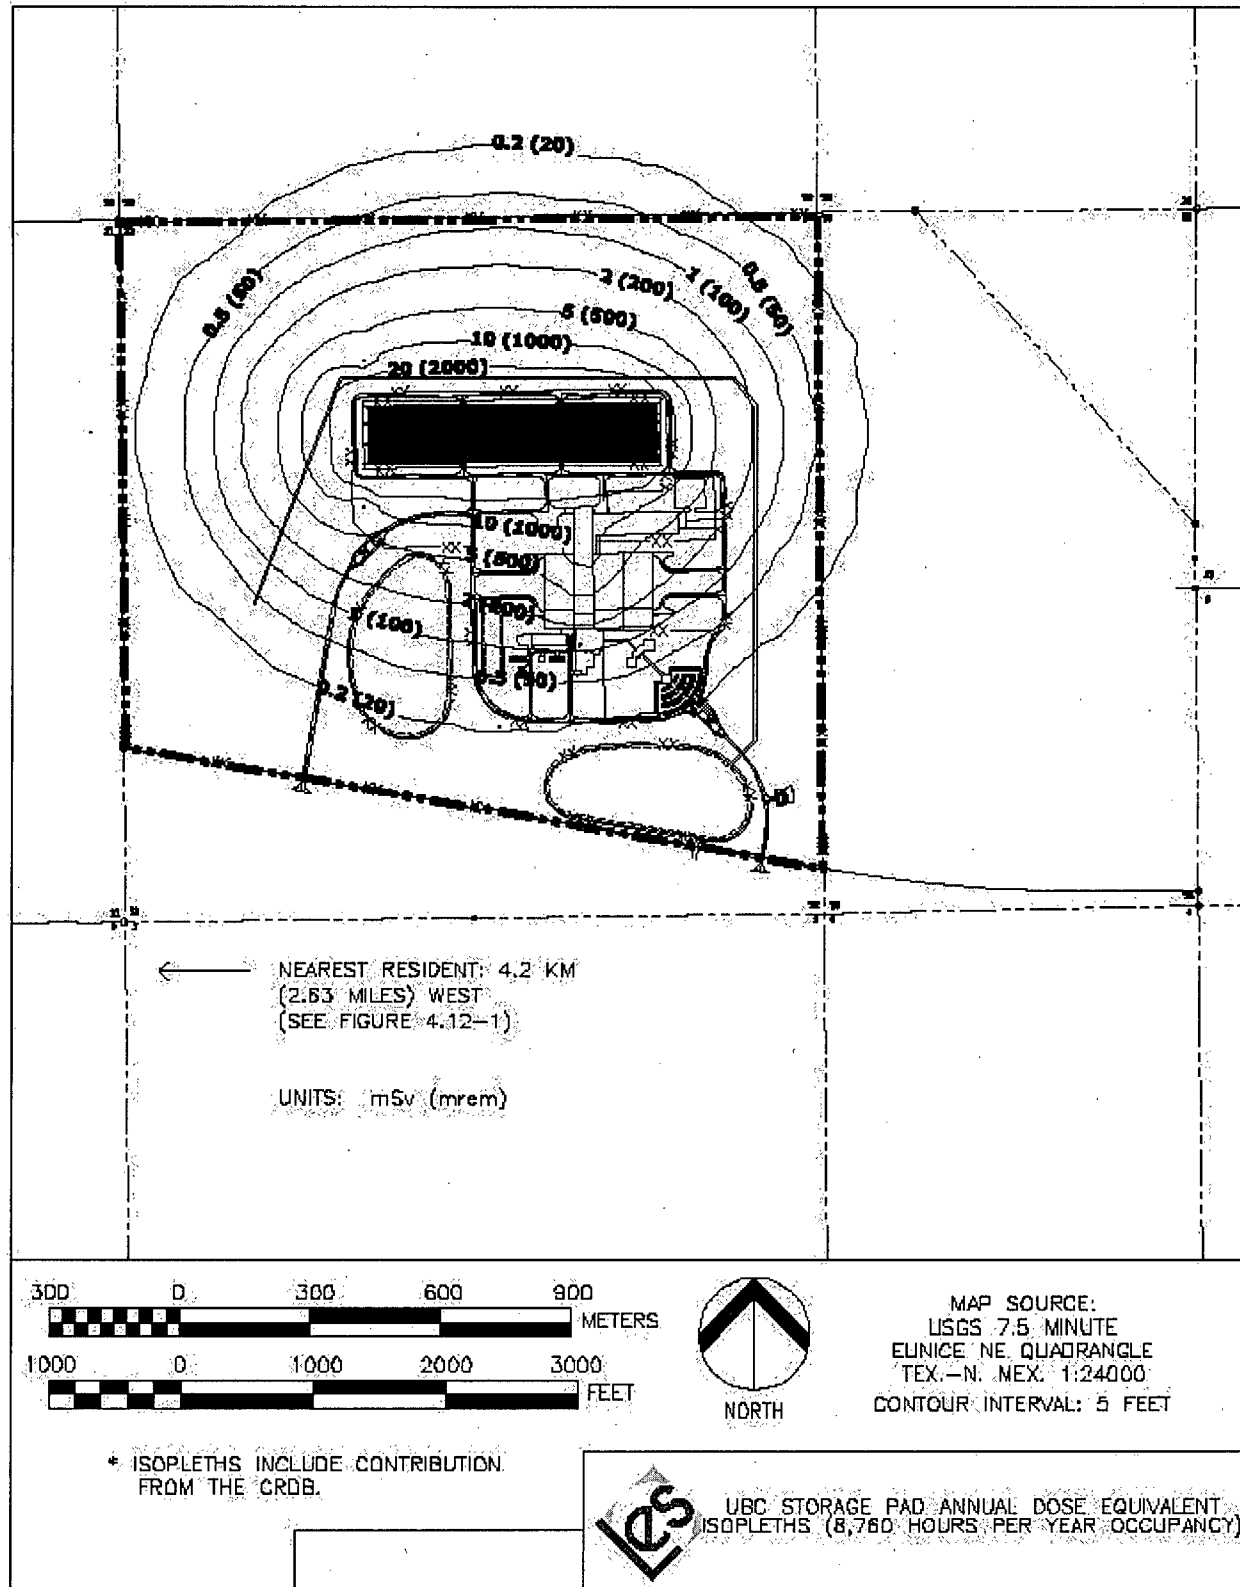 0.2 (20)
0.5 (50)
2 (200)
1 (100)
0.5 (50)
5 (500)
10 (1000)
20 (2000)
10 (1000)
5 (500)
2 (200)
1 (100)
0.5 (50)
0.2 (20)
NEAREST RESIDENT: 4.2 KM
(2.63 MILES) WEST
(SEE FIGURE 4.12-1)
UNITS: mSv (mrem)
300 0 300 600 900
METERS
1000 0 1000 2000 3000
FEET
NORTH
MAP SOURCE:
USGS 7.5 MINUTE
EUNICE NE QUADRANGLE
TEX.-N. MEX. 1:24000
CONTOUR INTERVAL: 5 FEET
* ISOPLETHS INCLUDE CONTRIBUTION
FROM THE CRDB.
LES
UBC STORAGE PAD ANNUAL DOSE EQUIVALENT
ISOPLETHS (8,760 HOURS PER YEAR OCCUPANCY)